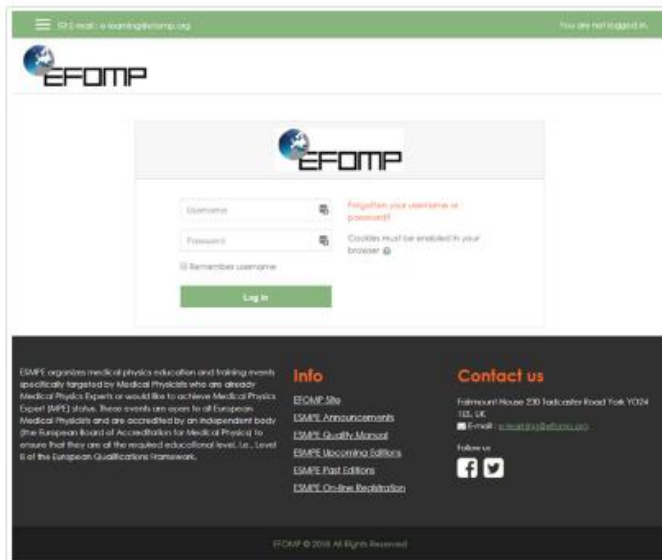 E-mail : e-learning@efomp.org
You are not logged in.
EFOMP
EFOMP
Username
Forgotten your username or
password?
Password
Cookies must be enabled in your
browser
Remember username
Log in
ESMPE organizes medical physics education and training events
specifically targeted by Medical Physicists who are already
Medical Physics Experts or would like to achieve Medical Physics
Expert (MPE) status. These events are open to all European
Medical Physicists and are accredited by an independent body
(the European Board of Accreditation for Medical Physics) to
ensure that they are at the required educational level, i.e., Level
8 of the European Qualifications Framework.
Info
EFOMP Site
ESMPE Announcements
ESMPE Quality Manual
ESMPE Upcoming Editions
ESMPE Past Editions
ESMPE On-line Registration
Contact us
Fairmount House 230 Tadcaster Road York YO24
1ES, UK
E-mail : e-learning@efomp.org
Follow us
EFOMP © 2018 All Rights Reserved